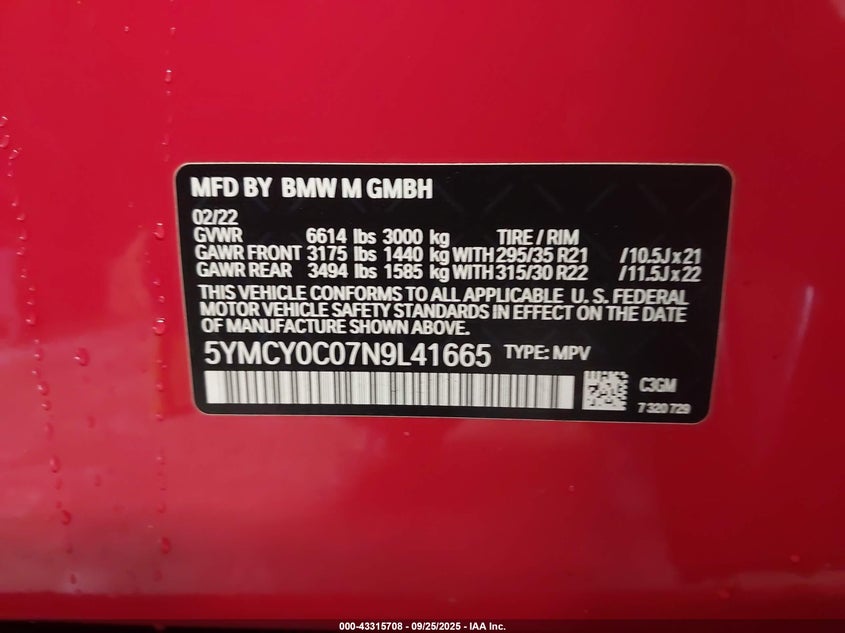 MFD BY BMW M GMBH
02/22
GVWR 6614 lbs 3000 kg TIRE / RIM
GAWR FRONT 3175 lbs 1440 kg WITH 295/35 R21 / 10.5J x 21
GAWR REAR 3494 lbs 1585 kg WITH 315/30 R22 / 11.5J x 22
THIS VEHICLE CONFORMS TO ALL APPLICABLE U. S. FEDERAL
MOTOR VEHICLE SAFETY STANDARDS IN EFFECT ON THE DATE
OF MANUFACTURE SHOWN ABOVE.
5YMCY0C07N9L41665 TYPE: MPV
C3GM
7 320 729
000-43315708 - 09/25/2025 - IAA Inc.